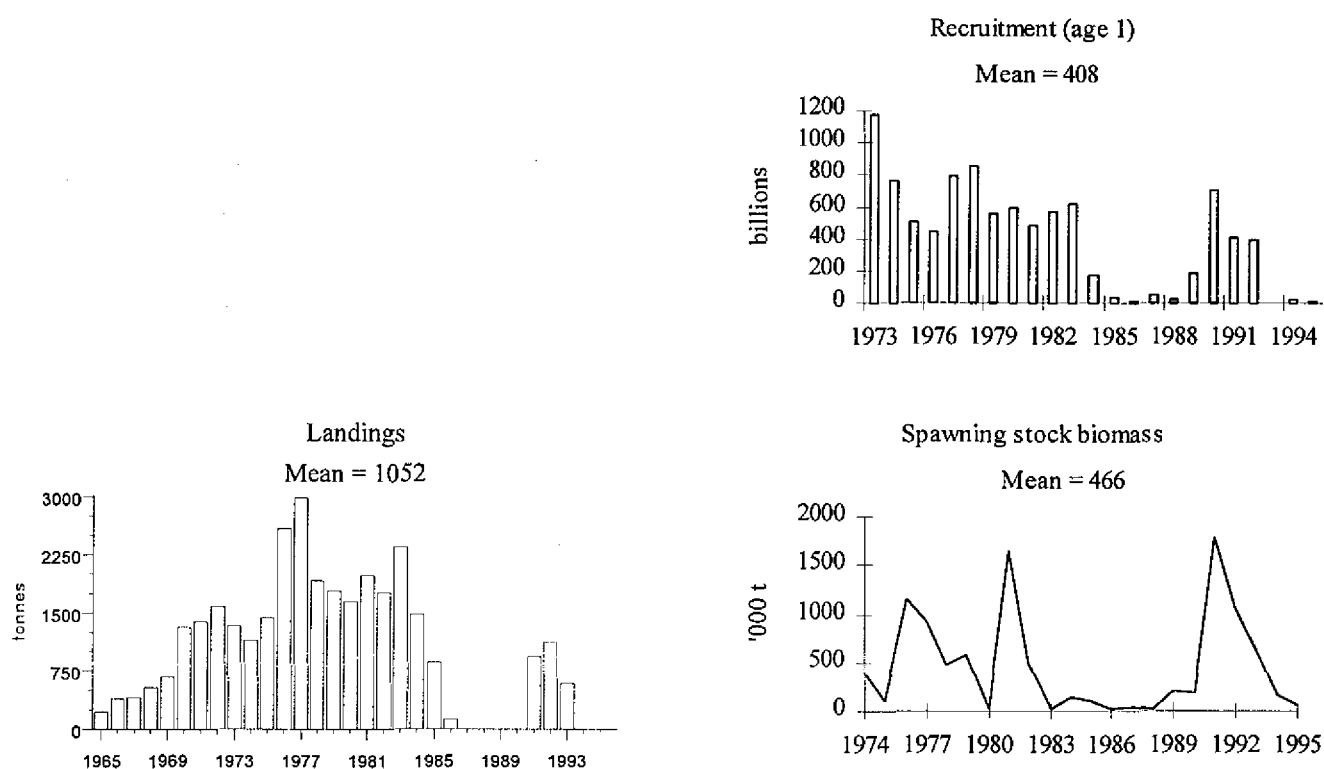 Recruitment (age 1)
Mean = 408
billions
1200
1000
800
600
400
200
0
1973 1976 1979 1982 1985 1988 1991 1994
Landings
Mean = 1052
tonnes
3000
2250
1500
750
0
1965 1969 1973 1977 1981 1985 1989 1993
Spawning stock biomass
Mean = 466
'000 t
2000
1500
1000
500
0
1974 1977 1980 1983 1986 1989 1992 1995